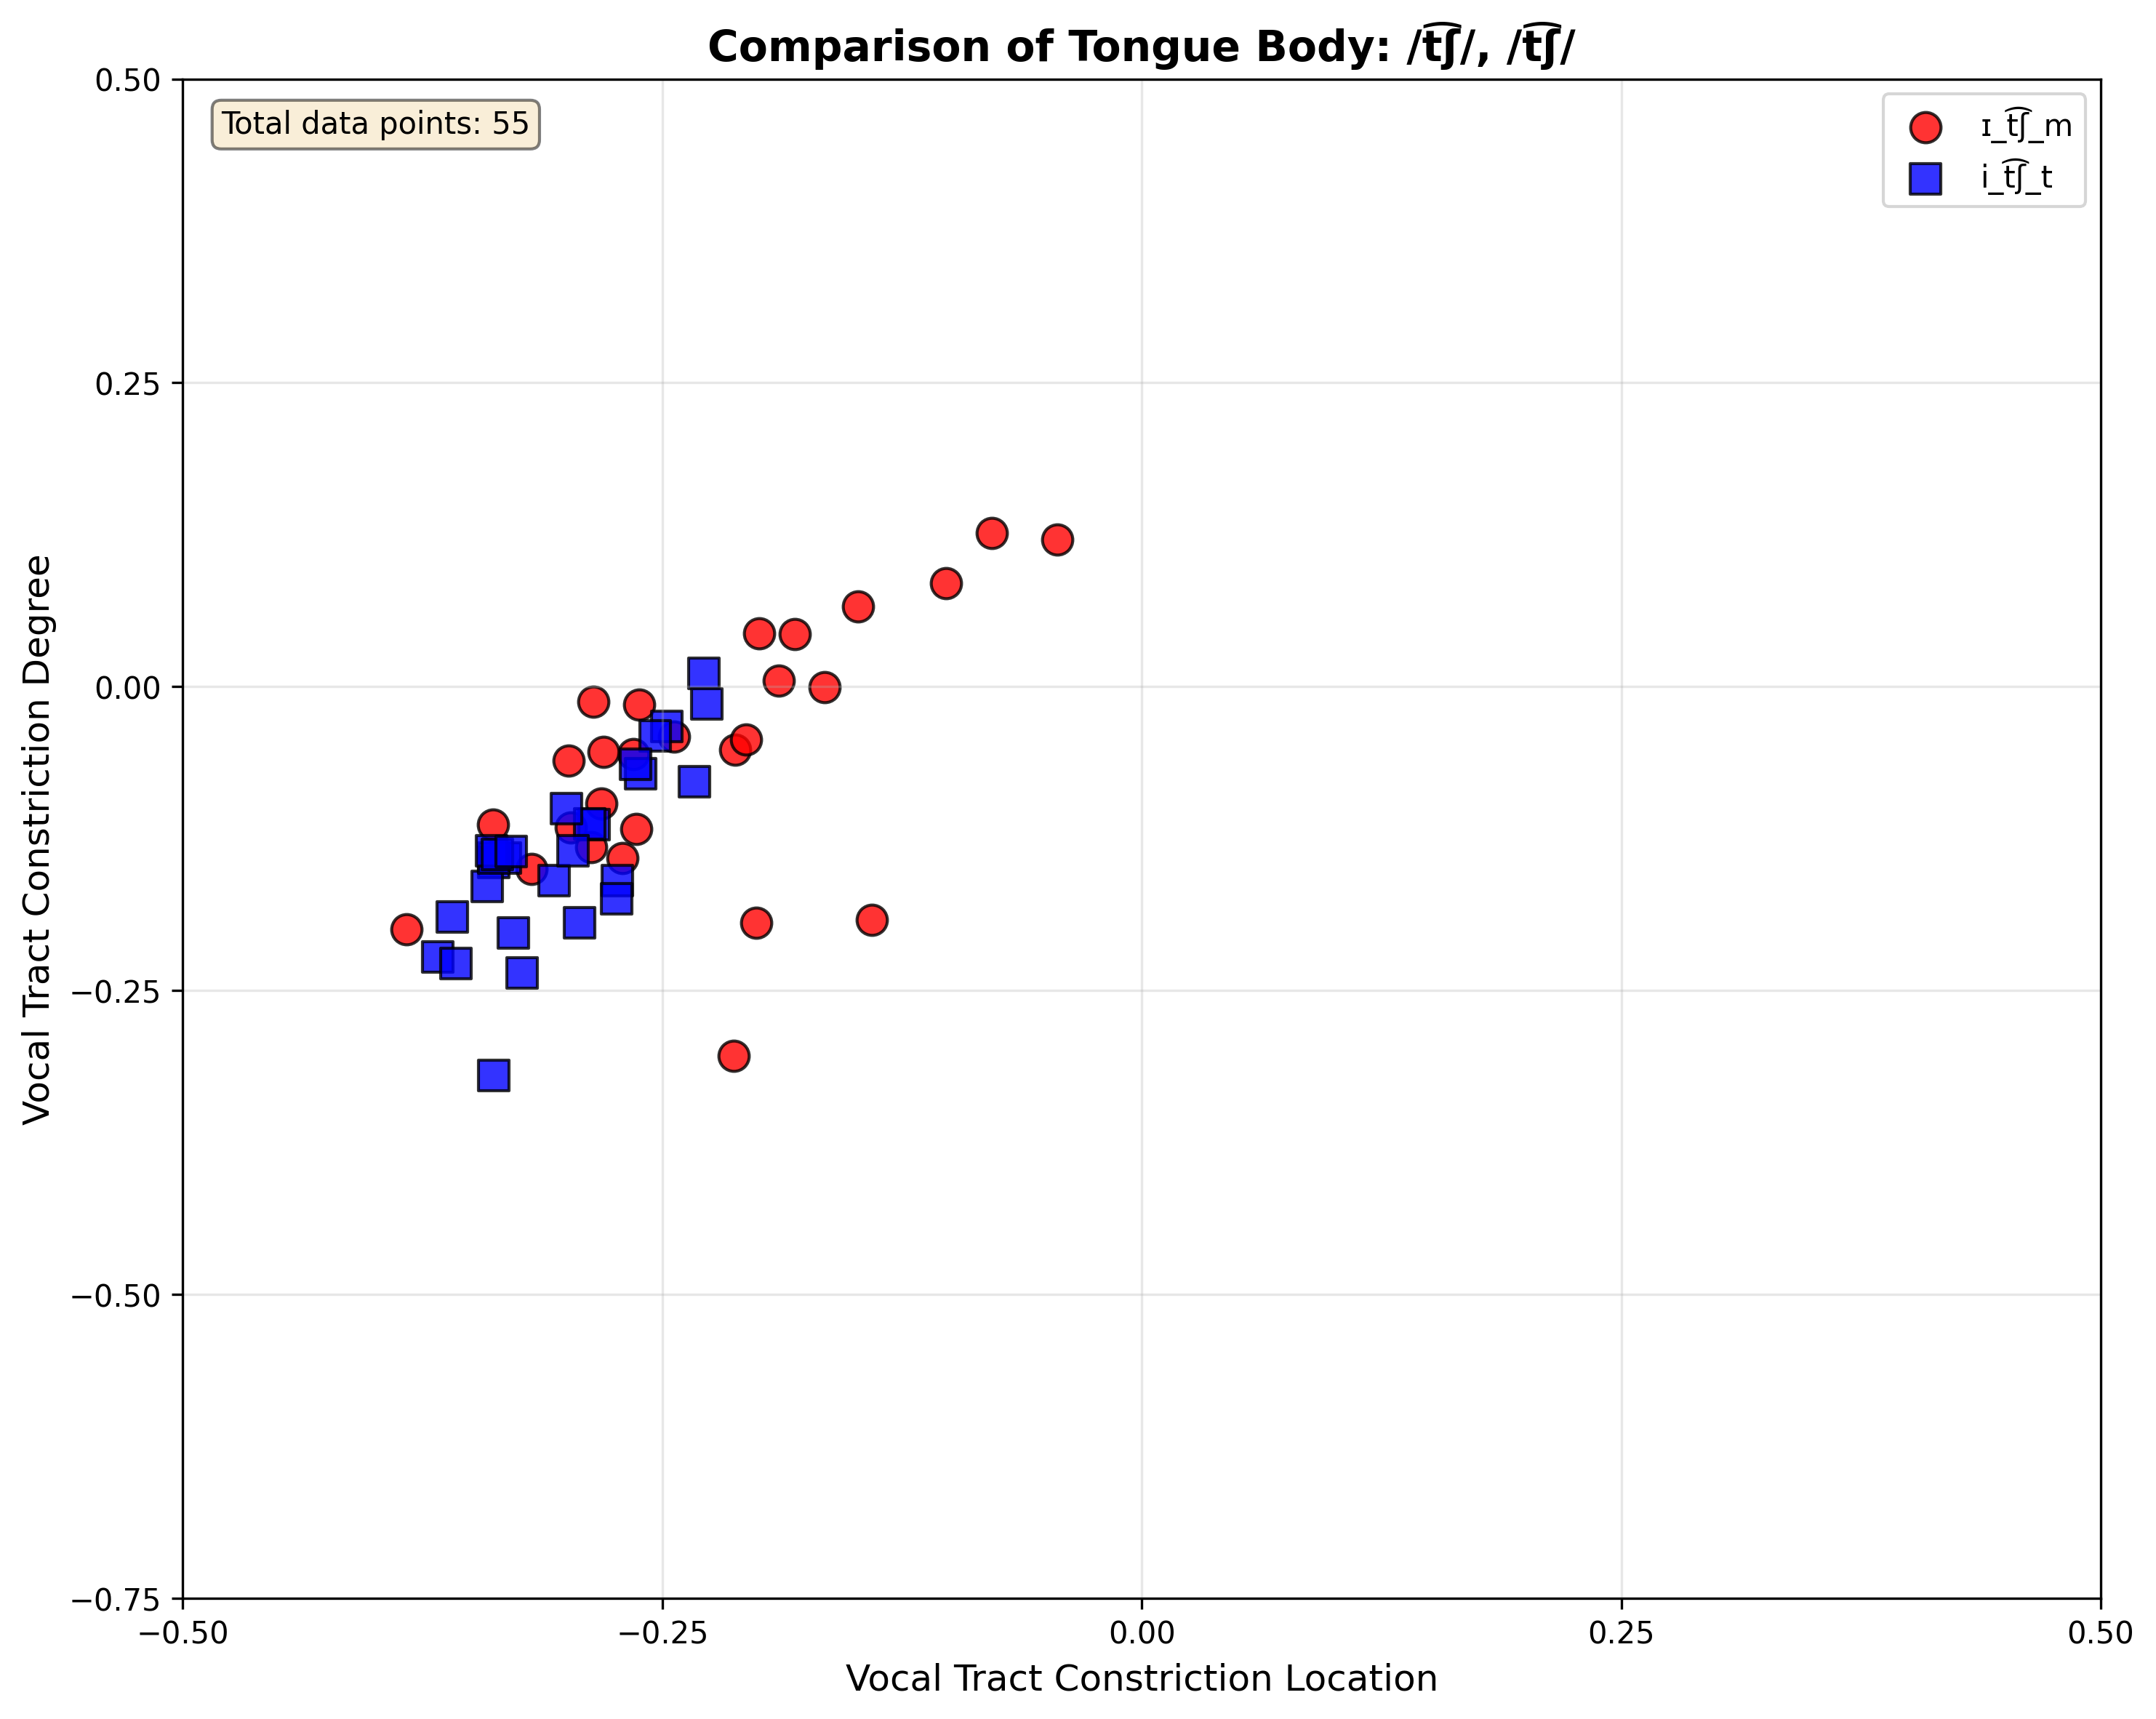 Comparison of Tongue Body: /t͡ʃ/, /t͡ʃ/
Total data points: 55
ɪ_t͡ʃ_m
i_t͡ʃ_t
0.50
0.25
0.00
−0.25
−0.50
−0.75
Vocal Tract Constriction Degree
−0.50
−0.25
0.00
0.25
0.50
Vocal Tract Constriction Location